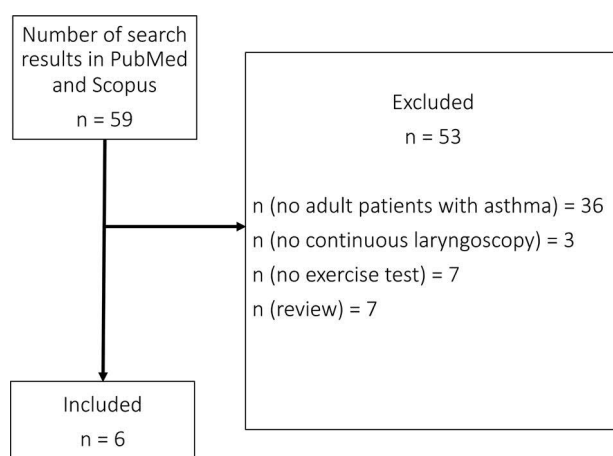 Number of search
results in PubMed
and Scopus
n = 59
Excluded
n = 53
n (no adult patients with asthma) = 36
n (no continuous laryngoscopy) = 3
n (no exercise test) = 7
n (review) = 7
Included
n = 6